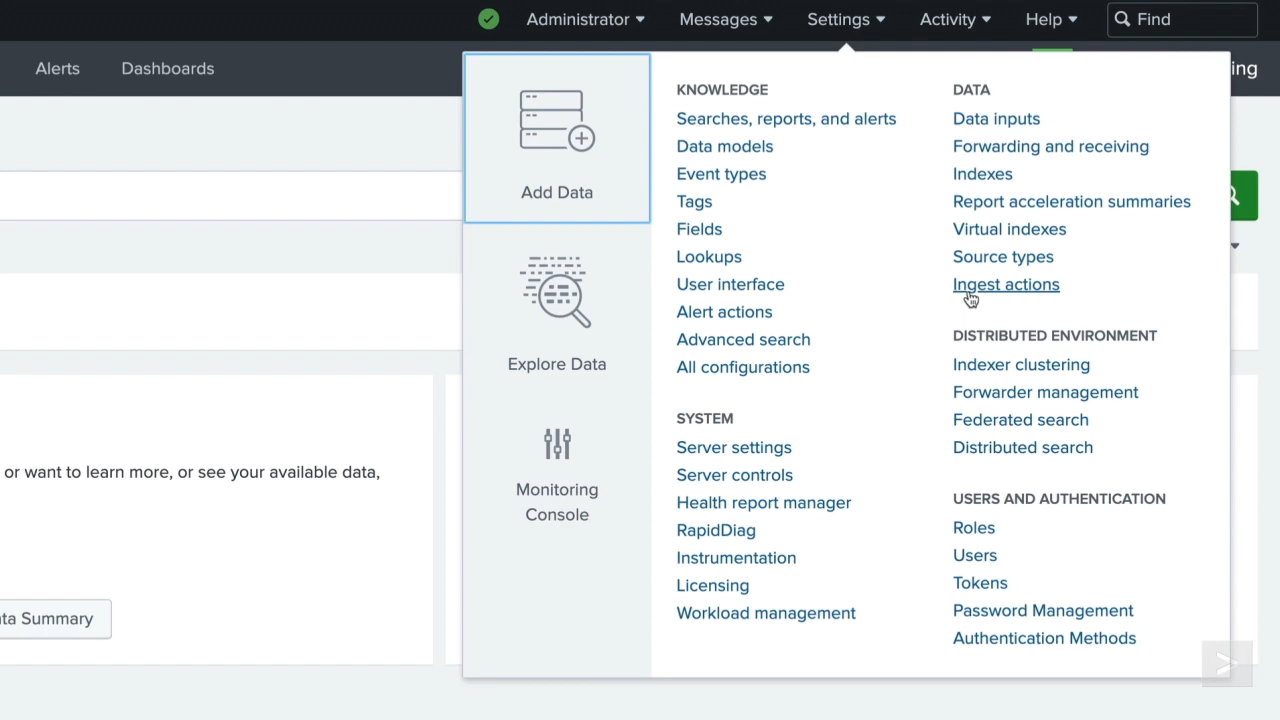 Administrator
Messages
Settings
Activity
Help
Find
Alerts
Dashboards
ing
Add Data
Explore Data
Monitoring
Console
KNOWLEDGE
Searches, reports, and alerts
Data models
Event types
Tags
Fields
Lookups
User interface
Alert actions
Advanced search
All configurations
SYSTEM
Server settings
Server controls
Health report manager
RapidDiag
Instrumentation
Licensing
Workload management
DATA
Data inputs
Forwarding and receiving
Indexes
Report acceleration summaries
Virtual indexes
Source types
Ingest actions
DISTRIBUTED ENVIRONMENT
Indexer clustering
Forwarder management
Federated search
Distributed search
USERS AND AUTHENTICATION
Roles
Users
Tokens
Password Management
Authentication Methods
or want to learn more, or see your available data,
ta Summary